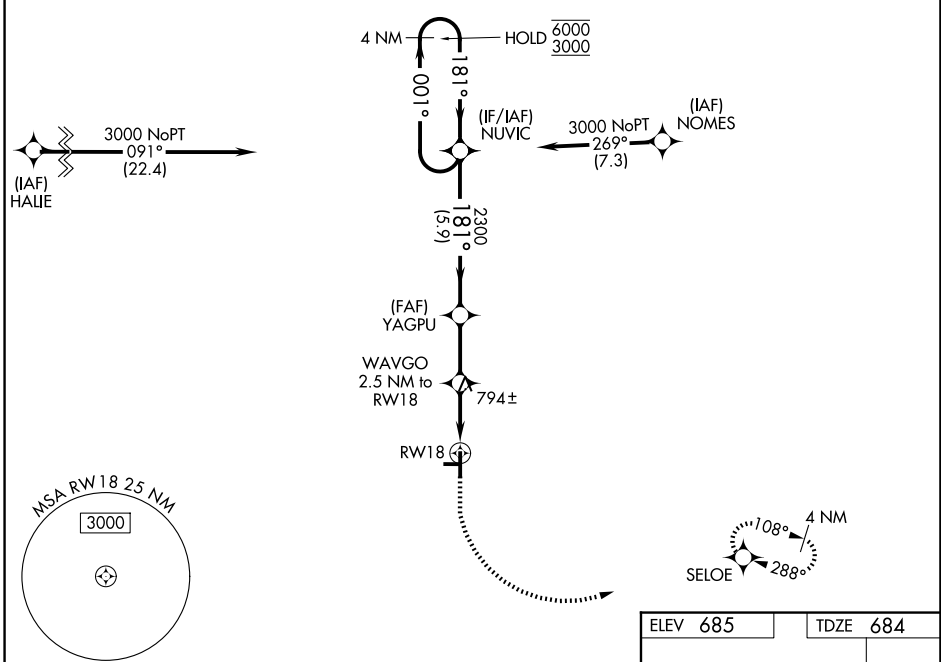 4 NM
HOLD 6000
3000
181°
001°
(IF/IAF)
NUVIC
3000 NoPT
091°
(22.4)
(IAF)
HALIE
3000 NoPT
269°
(7.3)
(IAF)
NOMES
2300
181°
(5.9)
(FAF)
YAGPU
WAVGO
2.5 NM to
RW18
794±
RW18
MSA RW18 25 NM
3000
108°
4 NM
288°
SELOE
ELEV 685
TDZE 684